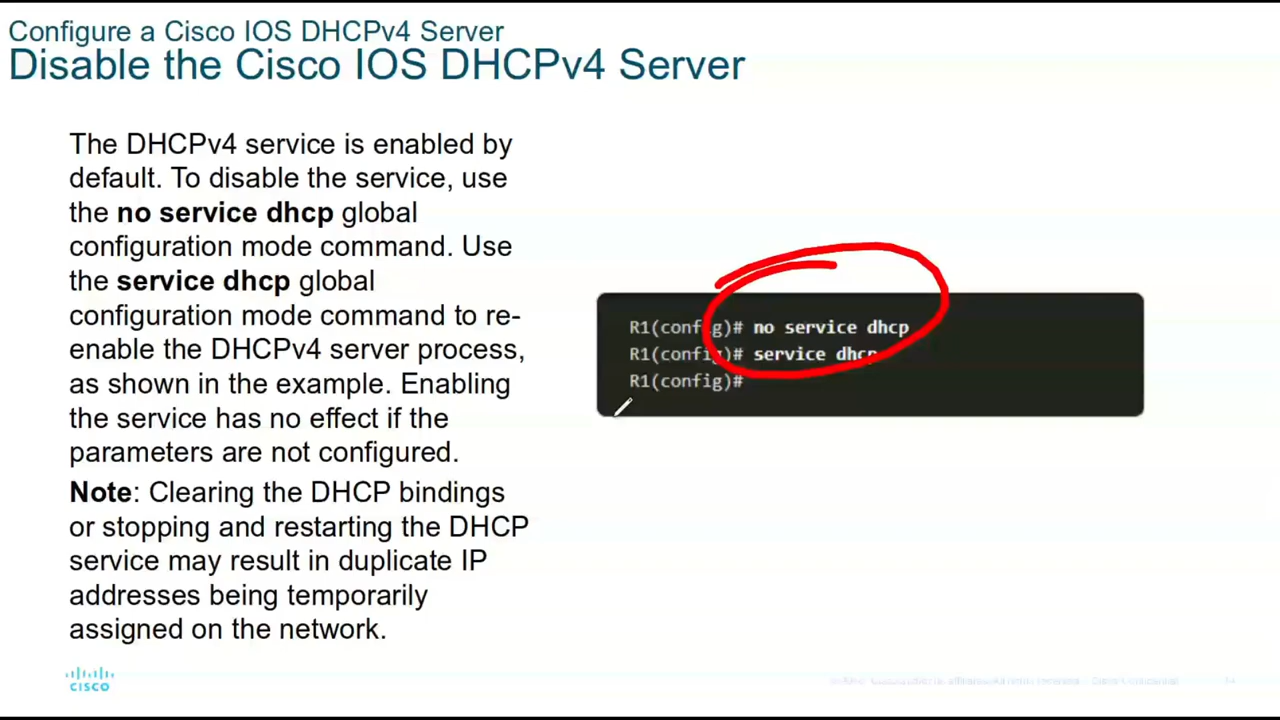 Configure a Cisco IOS DHCPv4 Server
Disable the Cisco IOS DHCPv4 Server
The DHCPv4 service is enabled by
default. To disable the service, use
the no service dhcp global
configuration mode command. Use
the service dhcp global
configuration mode command to re-
enable the DHCPv4 server process,
as shown in the example. Enabling
the service has no effect if the
parameters are not configured.
Note: Clearing the DHCP bindings
or stopping and restarting the DHCP
service may result in duplicate IP
addresses being temporarily
assigned on the network.
R1(config)# no service dhcp
R1(config)# service dhcp
R1(config)#
CISCO